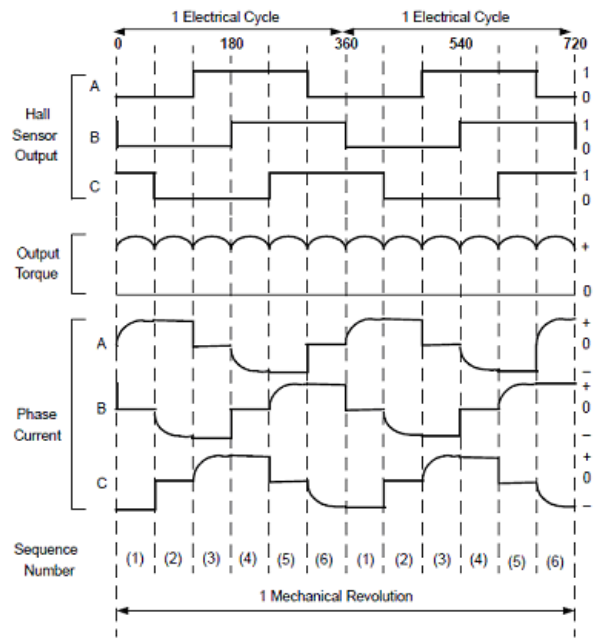 1 Electrical Cycle 1 Electrical Cycle
0 180 360 540 720
Hall Sensor Output
A 1 0
B 1 0
C 1 0
Output Torque + 0
Phase Current
A + 0 –
B + 0 –
C + 0 –
Sequence Number (1) (2) (3) (4) (5) (6) (1) (2) (3) (4) (5) (6)
1 Mechanical Revolution